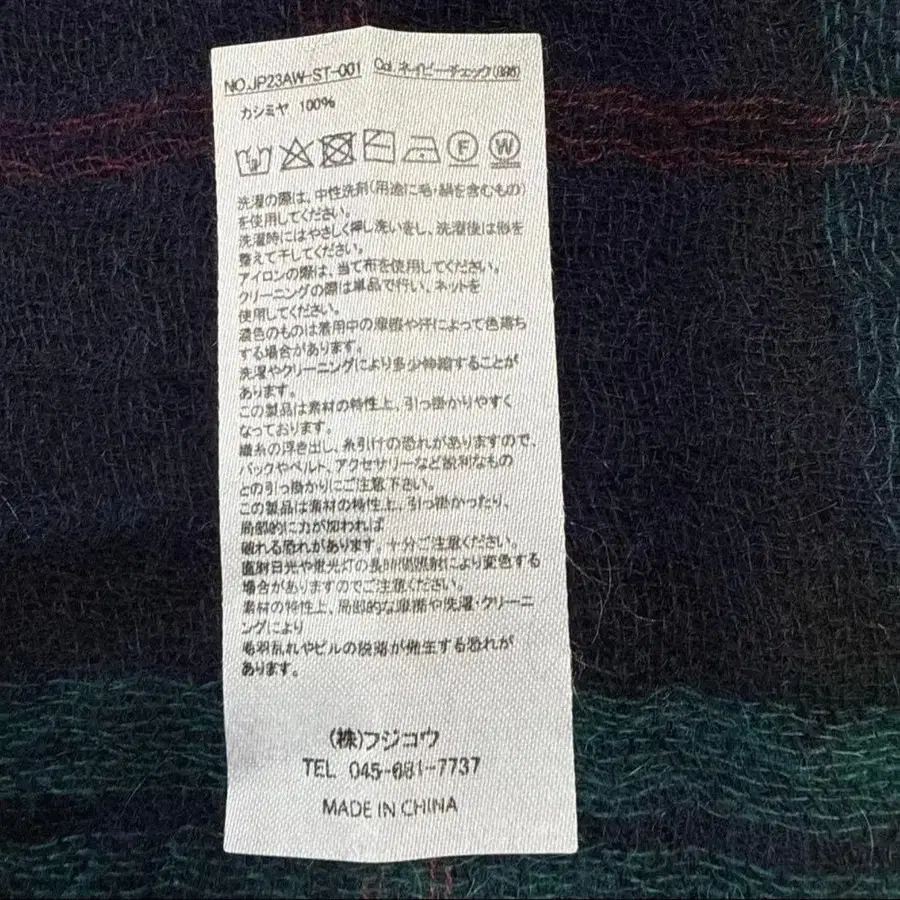 NO.JP23AW-ST-001 Col. ネイビーチェック
カシミヤ 100%
F W
洗濯の際は、中性洗剤(用途に毛・絹を含むもの)
を使用してください。
洗濯時にはやさしく押し洗いをし、洗濯後は形を
整えて干してください。
アイロンの際は、当て布を使用してください。
クリーニングの際は単品で行い、ネットを
使用してください。
濃色のものは着用中の摩擦や汗によって色落ち
する場合があります。
洗濯やクリーニングにより多少伸縮することが
あります。
この製品は素材の特性上、引っ掛かりやすく
なっております。
織糸の浮き出し、糸引けの恐れがありますので、
バックやベルト、アクセサリーなど鋭利なもの
との引っ掛かりにご注意下さい。
この製品は素材の特性上、引っ掛かったり、
局部的に力が加われば
破れる恐れがあります。十分ご注意ください。
直射日光や蛍光灯の長時間照射により変色する
場合がありますのでご注意ください。
素材の特性上、局部的な摩擦や洗濯・クリーニ
ングにより
毛羽乱れやピルの脱落が発生する恐れが
あります。
(株)フジコウ
TEL 045-681-7737
MADE IN CHINA